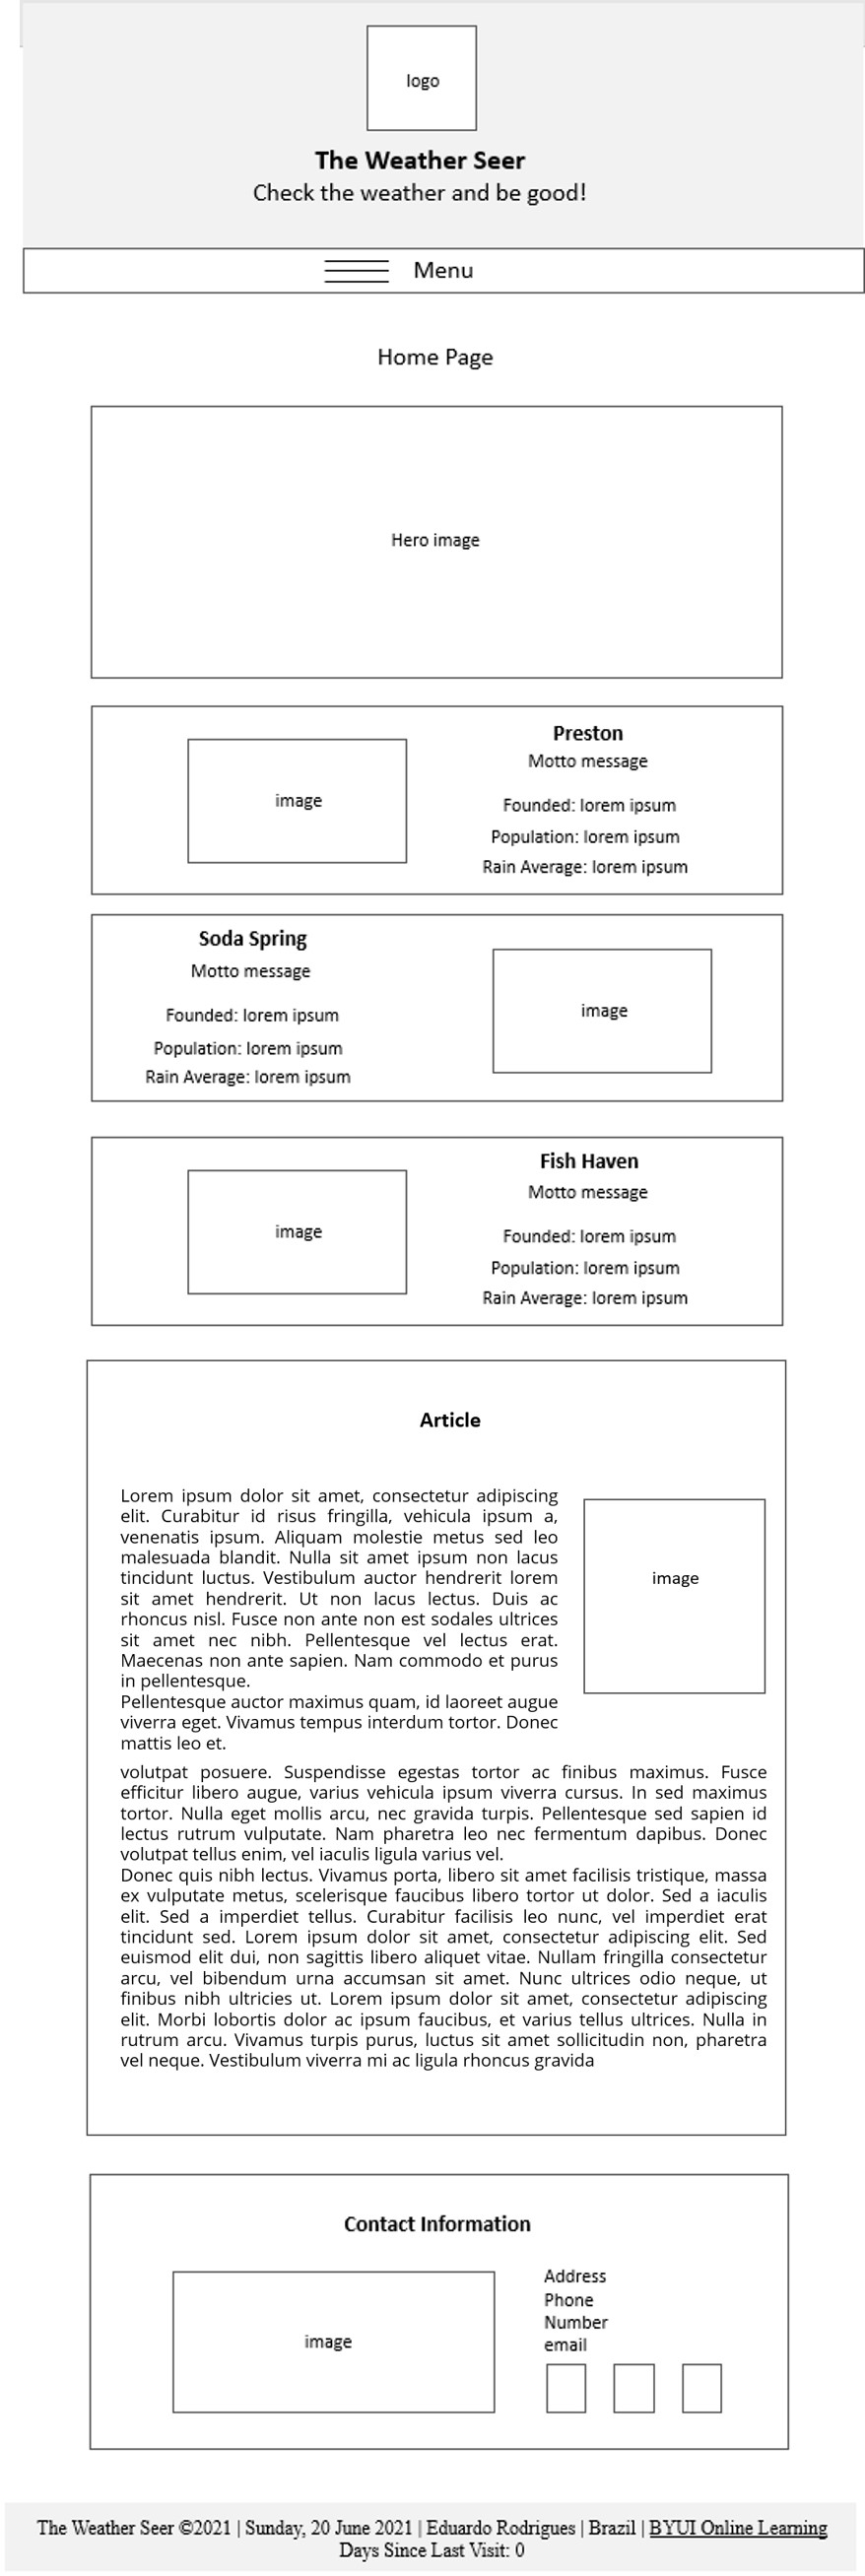 logo
The Weather Seer
Check the weather and be good!
Menu
Home Page
Hero image
image
Preston
Motto message
Founded: lorem ipsum
Population: lorem ipsum
Rain Average: lorem ipsum
Soda Spring
Motto message
Founded: lorem ipsum
Population: lorem ipsum
Rain Average: lorem ipsum
image
image
Fish Haven
Motto message
Founded: lorem ipsum
Population: lorem ipsum
Rain Average: lorem ipsum
Article
Lorem ipsum dolor sit amet, consectetur adipiscing
elit. Curabitur id risus fringilla, vehicula ipsum a,
venenatis ipsum. Aliquam molestie metus sed leo
malesuada blandit. Nulla sit amet ipsum non lacus
tincidunt luctus. Vestibulum auctor hendrerit lorem
sit amet hendrerit. Ut non lacus lectus. Duis ac
rhoncus nisl. Fusce non ante non est sodales ultrices
sit amet nec nibh. Pellentesque vel lectus erat.
Maecenas non ante sapien. Nam commodo et purus
in pellentesque.
Pellentesque auctor maximus quam, id laoreet augue
viverra eget. Vivamus tempus interdum tortor. Donec
mattis leo et.
image
volutpat posuere. Suspendisse egestas tortor ac finibus maximus. Fusce
efficitur libero augue, varius vehicula ipsum viverra cursus. In sed maximus
tortor. Nulla eget mollis arcu, nec gravida turpis. Pellentesque sed sapien id
lectus rutrum vulputate. Nam pharetra leo nec fermentum dapibus. Donec
volutpat tellus enim, vel iaculis ligula varius vel.
Donec quis nibh lectus. Vivamus porta, libero sit amet facilisis tristique, massa
ex vulputate metus, scelerisque faucibus libero tortor ut dolor. Sed a iaculis
elit. Sed a imperdiet tellus. Curabitur facilisis leo nunc, vel imperdiet erat
tincidunt sed. Lorem ipsum dolor sit amet, consectetur adipiscing elit. Sed
euismod elit dui, non sagittis libero aliquet vitae. Nullam fringilla consectetur
arcu, vel bibendum urna accumsan sit amet. Nunc ultrices odio neque, ut
finibus nibh ultricies ut. Lorem ipsum dolor sit amet, consectetur adipiscing
elit. Morbi lobortis dolor ac ipsum faucibus, et varius tellus ultrices. Nulla in
rutrum arcu. Vivamus turpis purus, luctus sit amet sollicitudin non, pharetra
vel neque. Vestibulum viverra mi ac ligula rhoncus gravida
Contact Information
image
Address
Phone
Number
email
The Weather Seer ©2021 | Sunday, 20 June 2021 | Eduardo Rodrigues | Brazil | BYUI Online Learning
Days Since Last Visit: 0